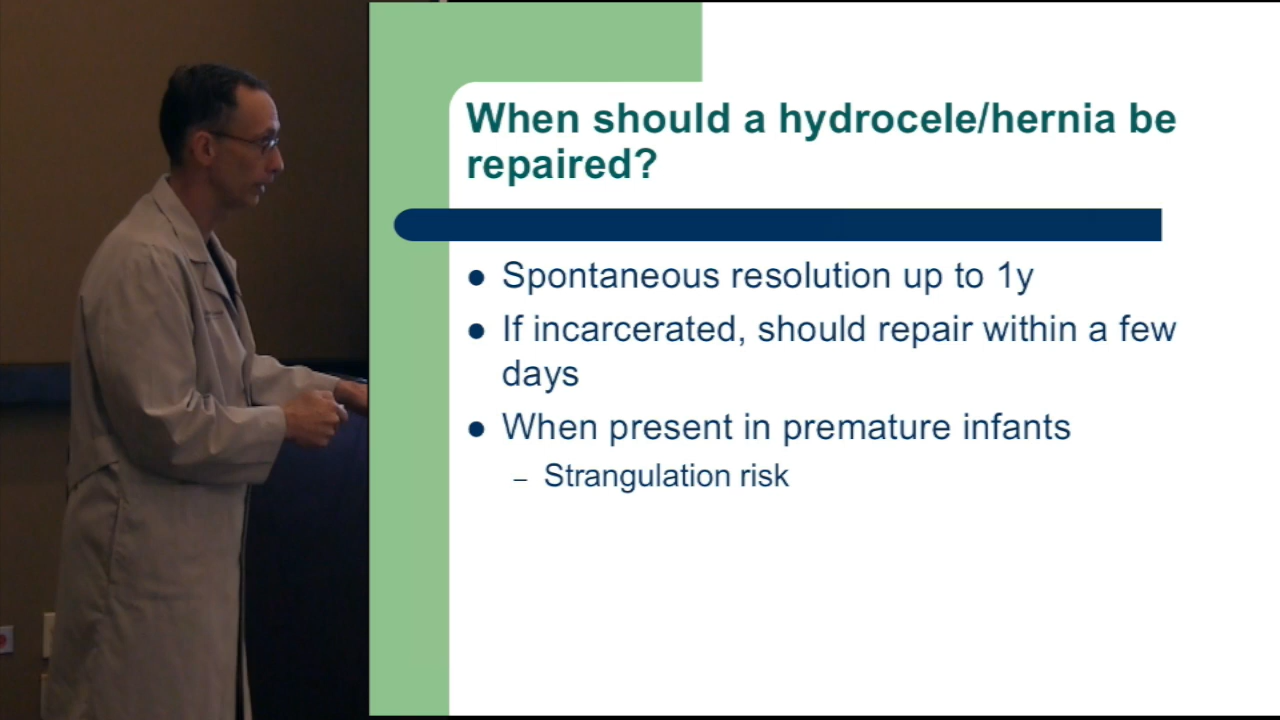 When should a hydrocele/hernia be
repaired?
● Spontaneous resolution up to 1y
● If incarcerated, should repair within a few
days
● When present in premature infants
– Strangulation risk